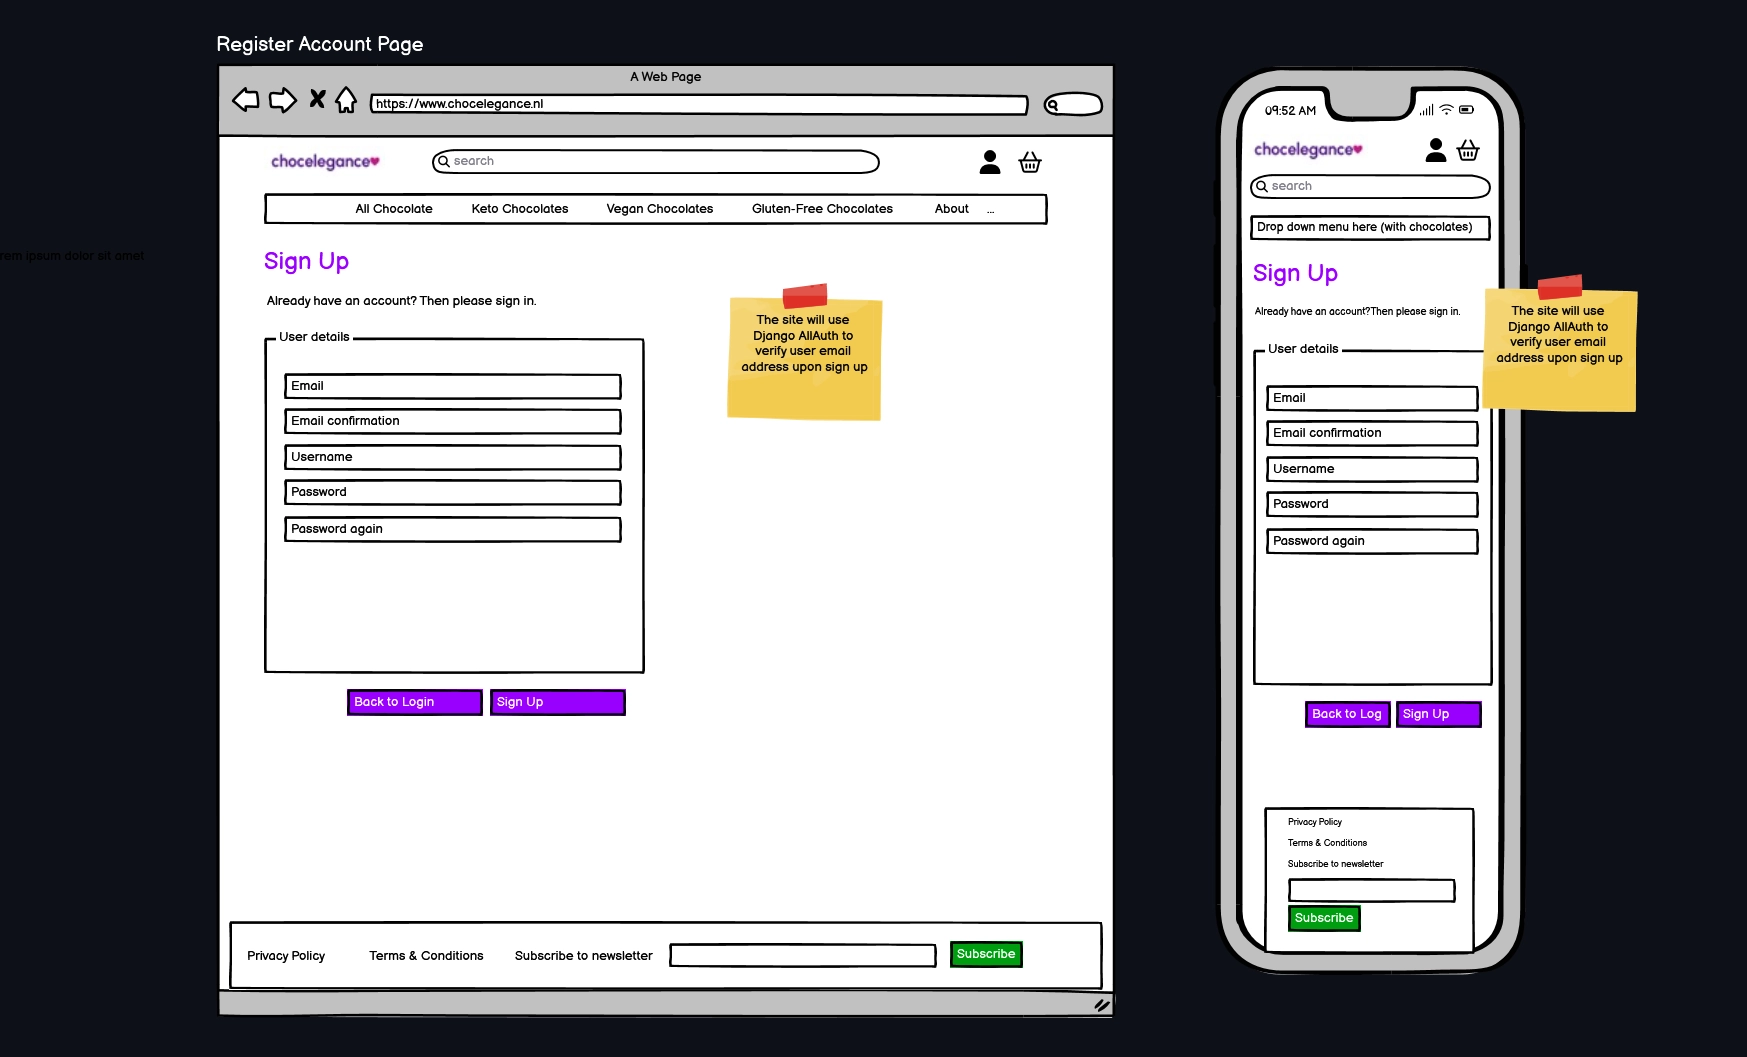 Register Account Page
A Web Page
https://www.chocelegance.nl
chocelegance
search
All Chocolate
Keto Chocolates
Vegan Chocolates
Gluten-Free Chocolates
About
...
Sign Up
Already have an account? Then please sign in.
The site will use
Django AllAuth to
verify user email
address upon sign up
User details
Email
Email confirmation
Username
Password
Password again
Back to Login
Sign Up
Privacy Policy
Terms & Conditions
Subscribe to newsletter
Subscribe
rem ipsum dolor sit amet
09:52 AM
chocelegance
search
Drop down menu here (with chocolates)
Sign Up
Already have an account?Then please sign in.
The site will use
Django AllAuth to
verify user email
address upon sign up
User details
Email
Email confirmation
Username
Password
Password again
Back to Log
Sign Up
Privacy Policy
Terms & Conditions
Subscribe to newsletter
Subscribe